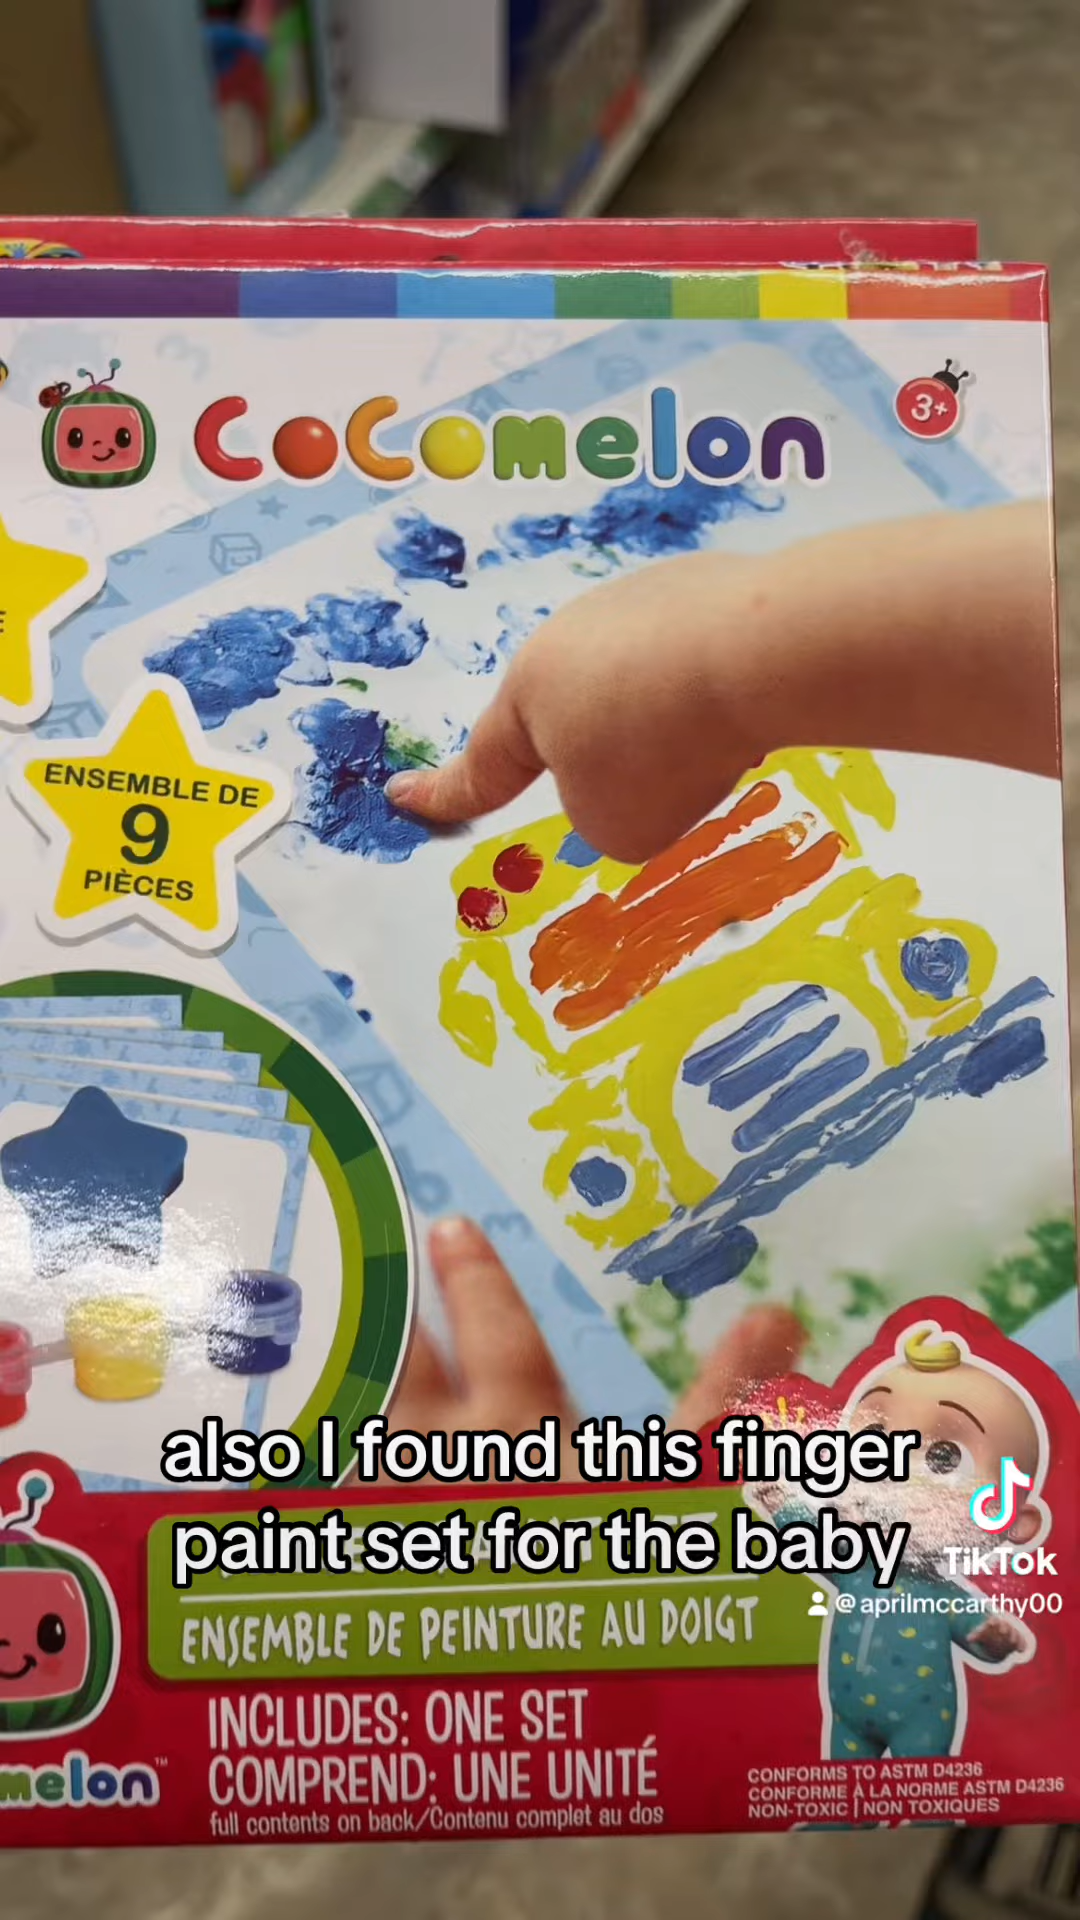 CoComelon™
3+
ENSEMBLE DE
9
PIÈCES
also I found this finger
paint set for the baby
TikTok
@aprilmccarthy00
ENSEMBLE DE PEINTURE AU DOIGT
INCLUDES: ONE SET
COMPREND: UNE UNITÉ
full contents on back/Contenu complet au dos
melon™
CONFORMS TO ASTM D4236
CONFORME À LA NORME ASTM D4236
NON-TOXIC | NON TOXIQUES